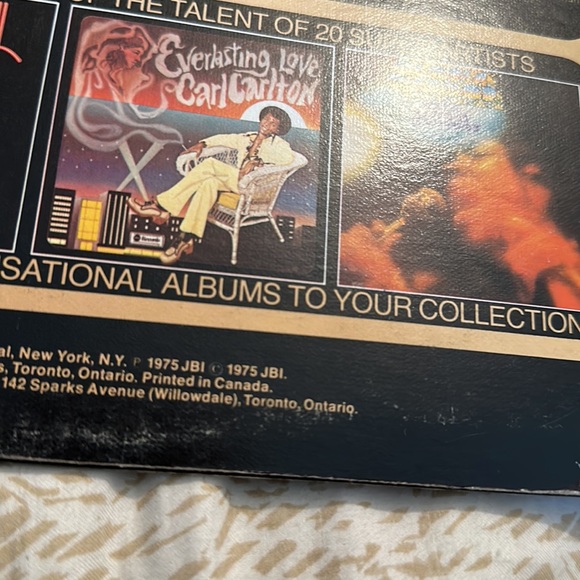 THE TALENT OF 20 ARTISTS
Everlasting Love
Carl Carlton
SATIONAL ALBUMS TO YOUR COLLECTION
al, New York, N.Y. ℗ 1975 JBI © 1975 JBI.
s, Toronto, Ontario. Printed in Canada.
142 Sparks Avenue (Willowdale), Toronto, Ontario.